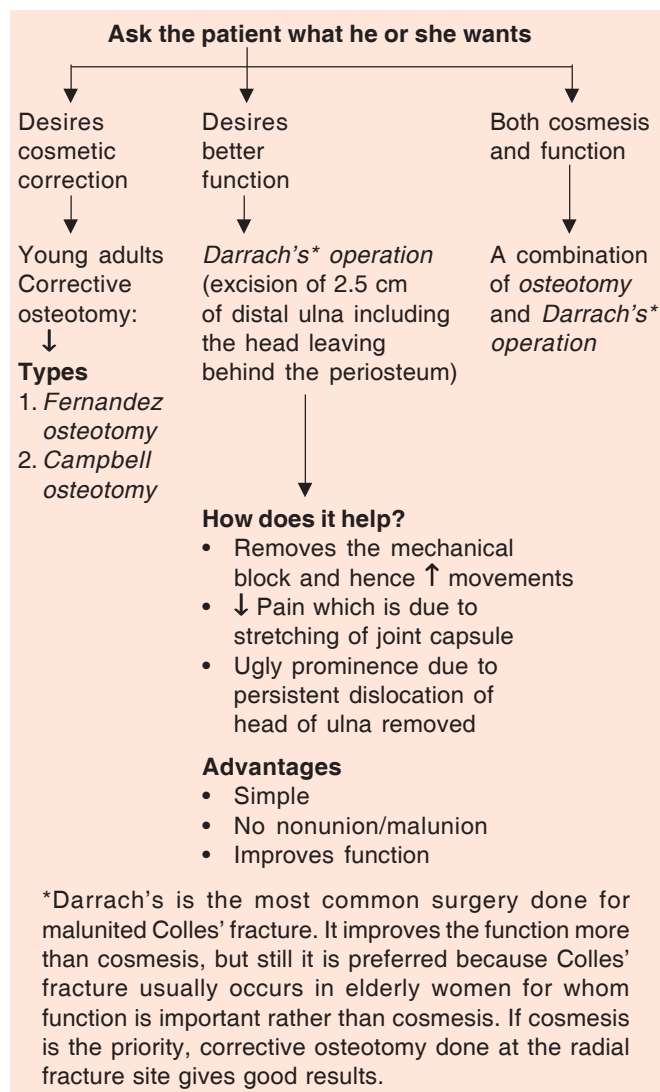 Ask the patient what he or she wants
Desires
cosmetic
correction
Young adults
Corrective
osteotomy:
↓
Types
1. Fernandez
osteotomy
2. Campbell
osteotomy
Desires
better
function
Darrach's* operation
(excision of 2.5 cm
of distal ulna including
the head leaving
behind the periosteum)
How does it help?
• Removes the mechanical
block and hence ↑ movements
• ↓ Pain which is due to
stretching of joint capsule
• Ugly prominence due to
persistent dislocation of
head of ulna removed
Advantages
• Simple
• No nonunion/malunion
• Improves function
Both cosmesis
and function
A combination
of osteotomy
and Darrach's*
operation
*Darrach's is the most common surgery done for
malunited Colles' fracture. It improves the function more
than cosmesis, but still it is preferred because Colles'
fracture usually occurs in elderly women for whom
function is important rather than cosmesis. If cosmesis
is the priority, corrective osteotomy done at the radial
fracture site gives good results.